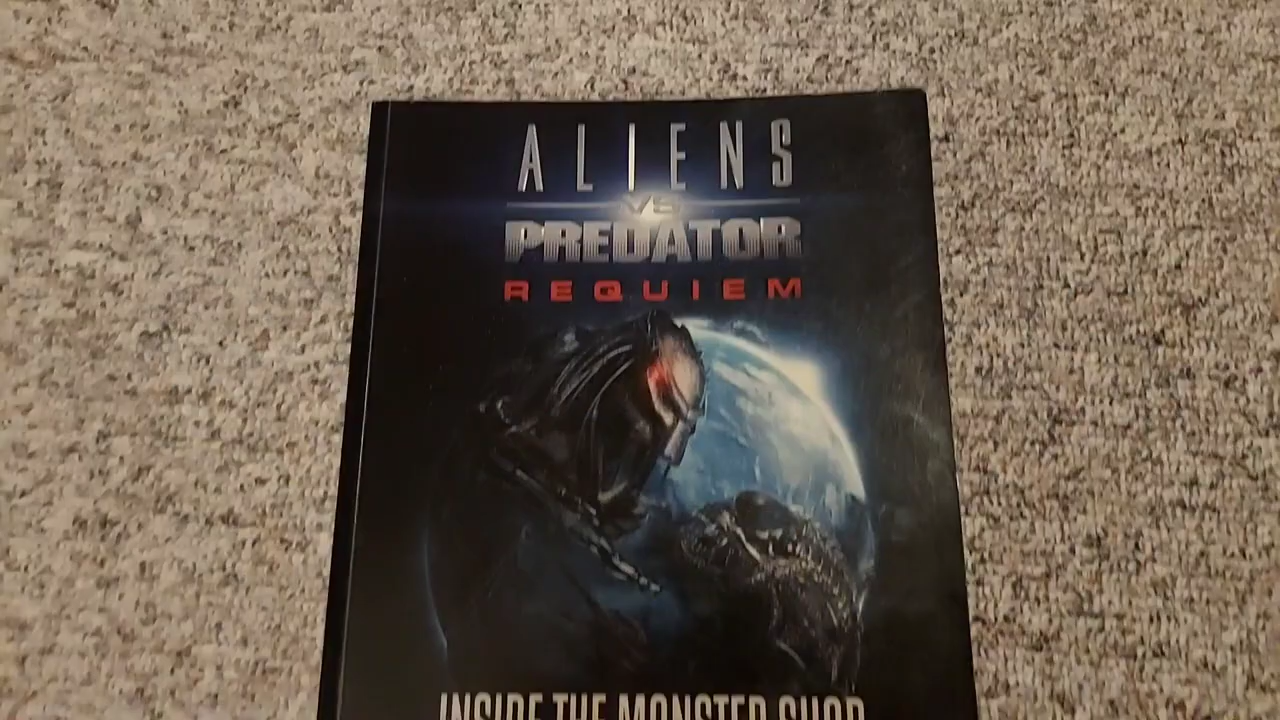 ALIENS
VS
PREDATOR
REQUIEM
INSIDE THE MONSTER SHOP